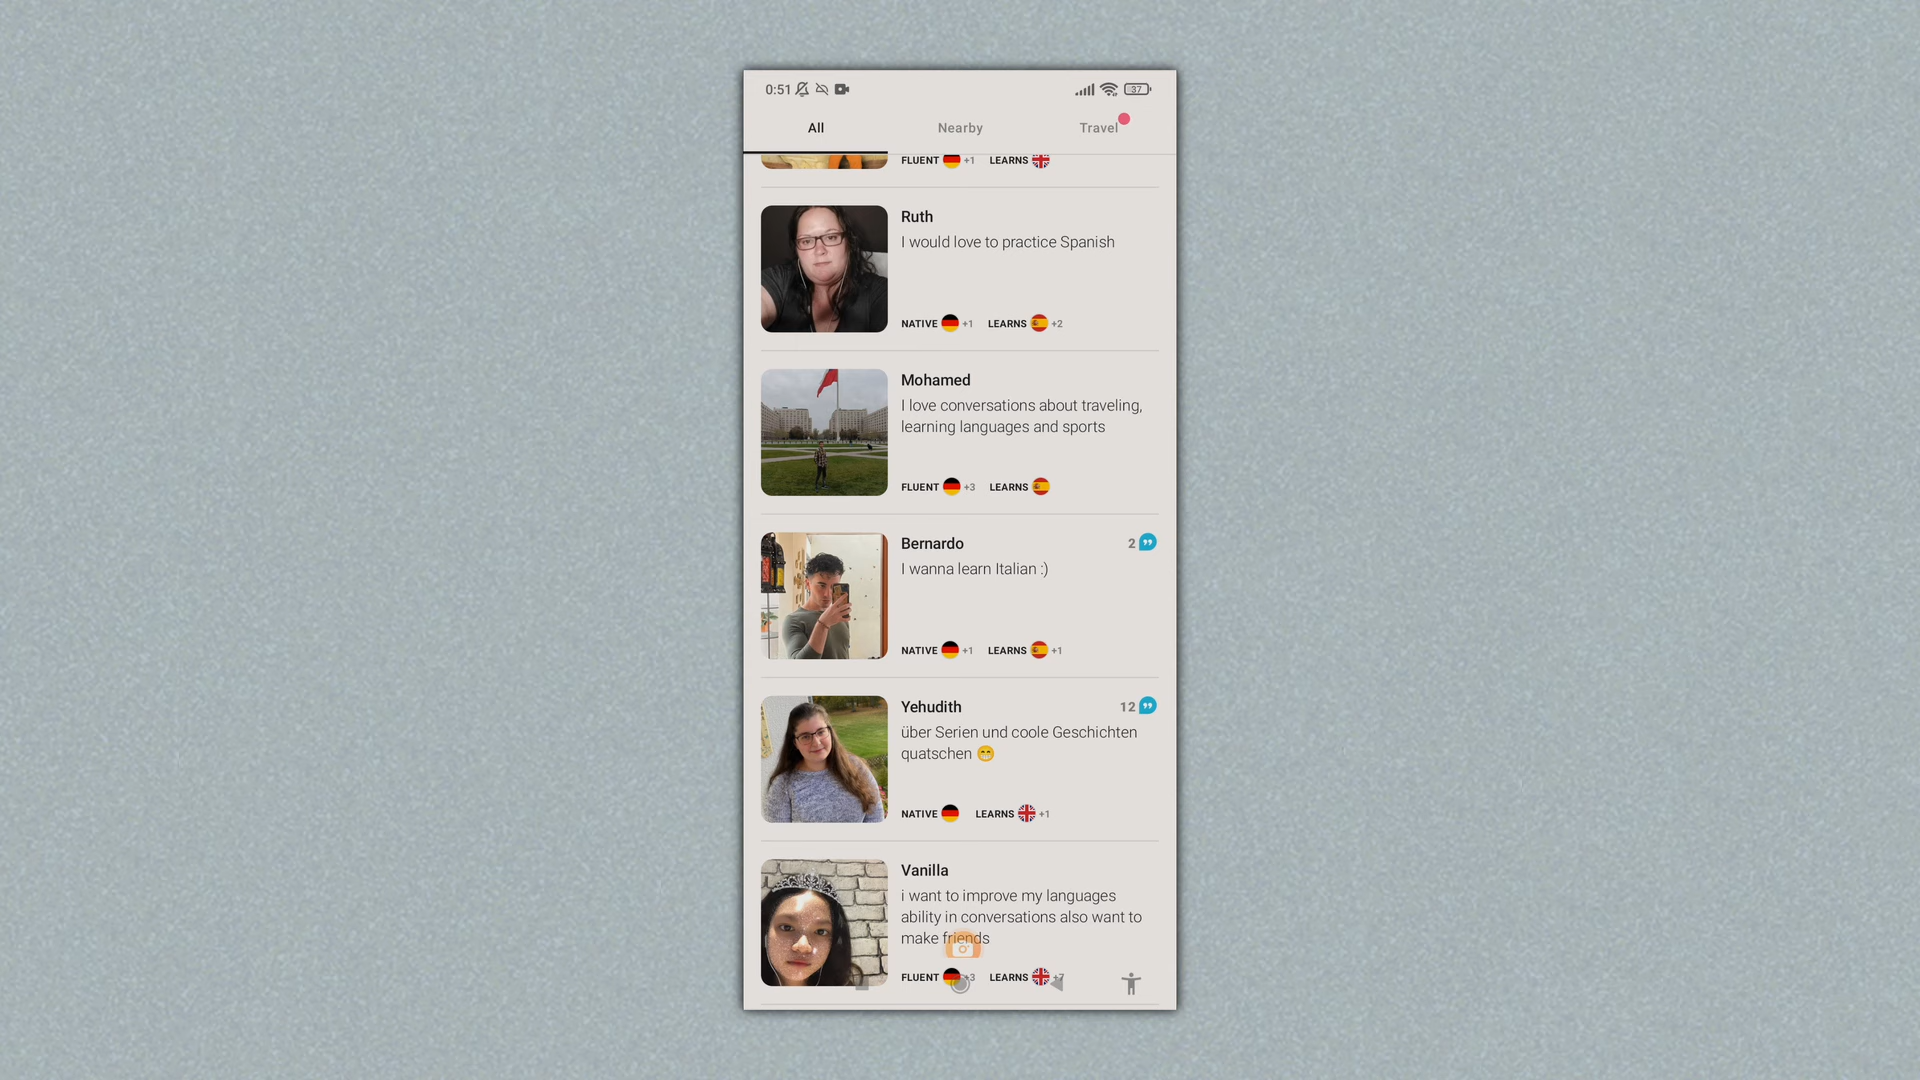 0:51
37
All
Nearby
Travel
FLUENT +1 LEARNS
Ruth
I would love to practice Spanish
NATIVE +1 LEARNS +2
Mohamed
I love conversations about traveling,
learning languages and sports
FLUENT +3 LEARNS
Bernardo
2
I wanna learn Italian :)
NATIVE +1 LEARNS +1
Yehudith
12
über Serien und coole Geschichten
quatschen 😁
NATIVE LEARNS +1
Vanilla
i want to improve my languages
ability in conversations also want to
make friends
FLUENT +3 LEARNS +7